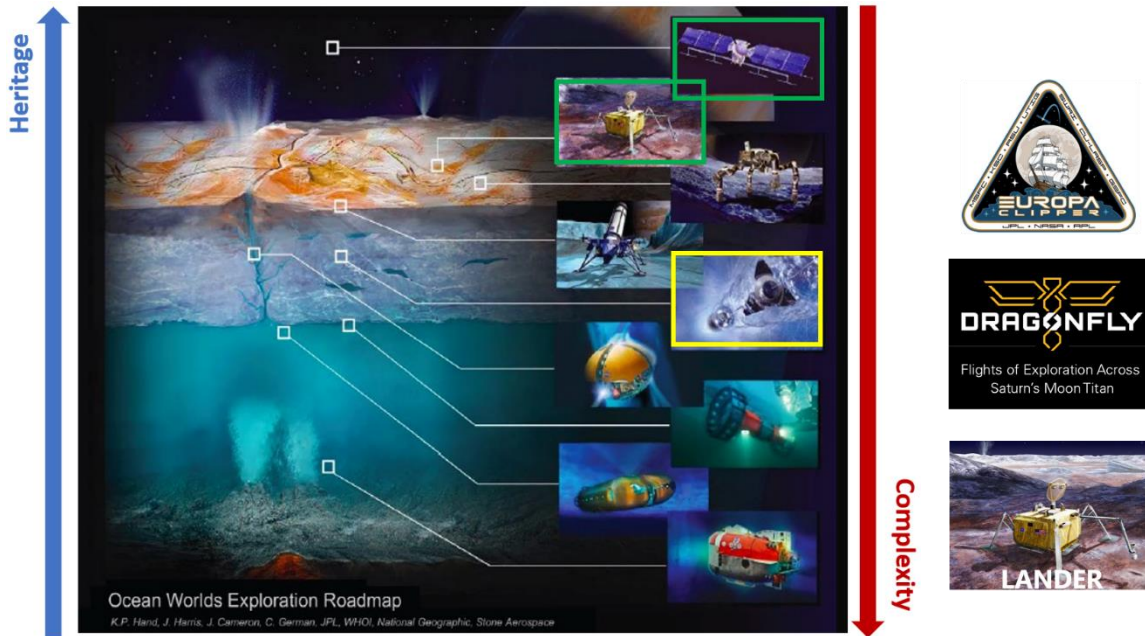 Heritage
Complexity
Ocean Worlds Exploration Roadmap
K.P. Hand, J. Harris, J. Cameron, C. German, JPL, WHOI, National Geographic, Stone Aerospace
EUROPA
CLIPPER
JPL • NASA • APL
DRAGONFLY
Flights of Exploration Across
Saturn's Moon Titan
LANDER